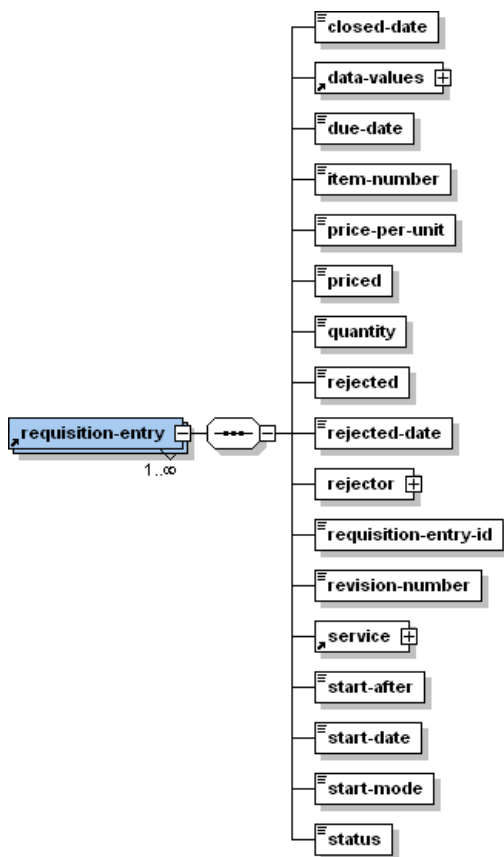 closed-date
data-values
due-date
item-number
price-per-unit
priced
quantity
rejected
requisition-entry
rejected-date
1..∞
rejector
requisition-entry-id
revision-number
service
start-after
start-date
start-mode
status